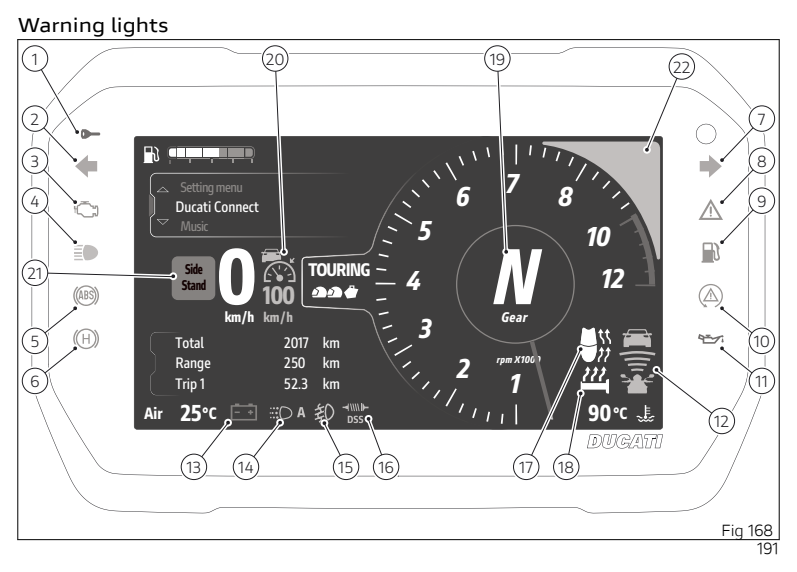 Warning lights
1
2
3
4
21
5
6
20
19
22
7
8
9
10
11
12
Setting menu
Ducati Connect
Music
Side
Stand
0
km/h
100
km/h
TOURING
N
Gear
1
2
3
4
5
6
7
8
10
12
rpm X1000
Total 2017 km
Range 250 km
Trip 1 52.3 km
Air 25°C
A
DSS
90°C
ABS
H
DUCATI
13
14
15
16
17
18
Fig 168
191